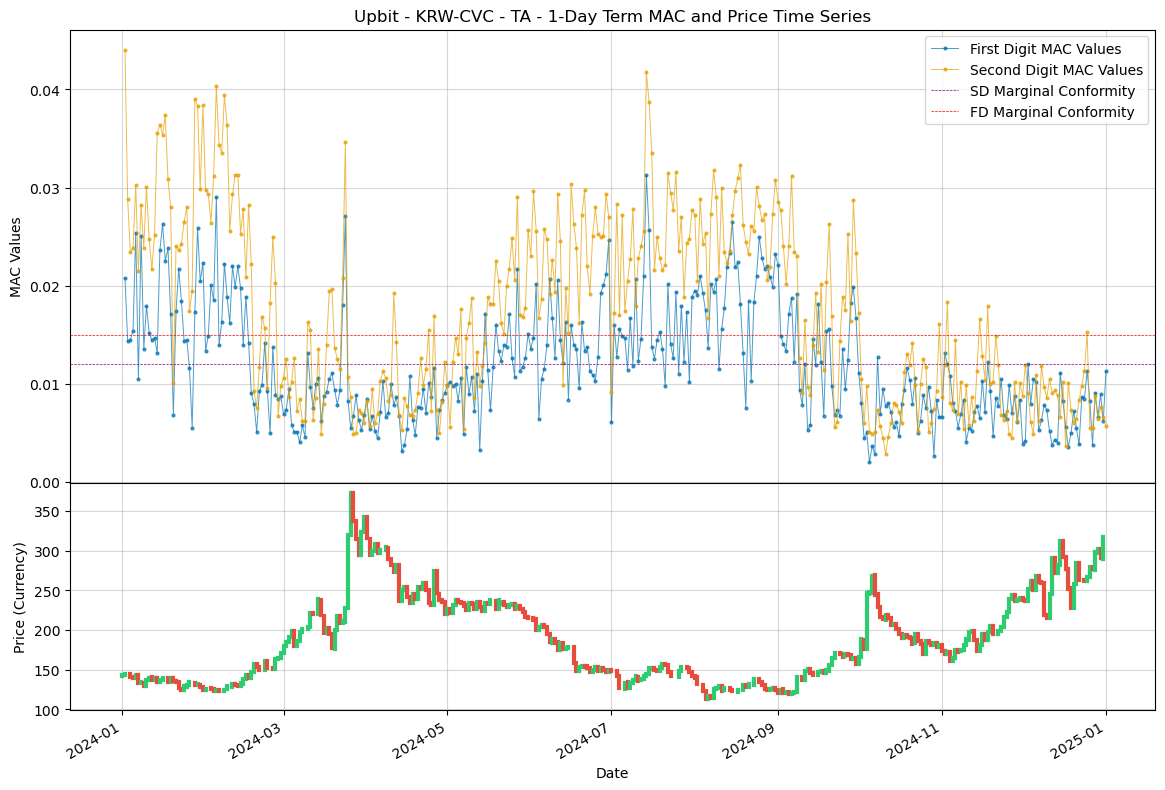 Upbit - KRW-CVC - TA - 1-Day Term MAC and Price Time Series
First Digit MAC Values
Second Digit MAC Values
SD Marginal Conformity
FD Marginal Conformity
MAC Values
0.04
0.03
0.02
0.01
0.00
Price (Currency)
350
300
250
200
150
100
2024-01
2024-03
2024-05
2024-07
2024-09
2024-11
2025-01
Date